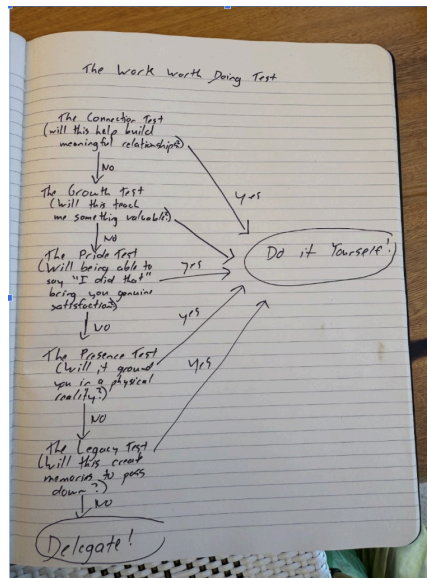 The Work Worth Doing Test
The Connection Test
(will this help build
meaningful relationships?)
NO
yes
The Growth Test
(Will this teach
me something valuable?)
NO
The Pride Test
(Will being able to
say "I did that"
bring you genuine
satisfaction?)
yes
Do it Yourself!
NO
yes
The Presence Test
(Will it ground
you in a physical
reality?)
yes
NO
The Legacy Test
(Will this create
memories to pass
down?)
NO
Delegate!